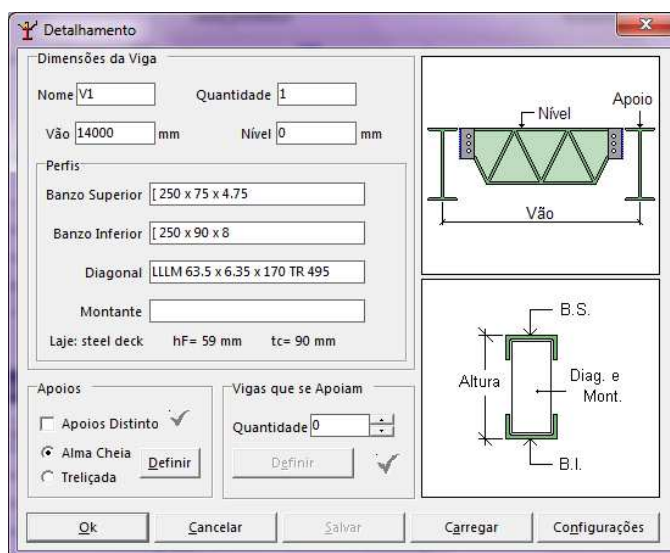 Detalhamento
Dimensões da Viga
Nome V1 Quantidade 1
Vão 14000 mm Nível 0 mm
Perfis
Banzo Superior [ 250 x 75 x 4.75
Banzo Inferior [ 250 x 90 x 8
Diagonal LLLM 63.5 x 6.35 x 170 TR 495
Montante
Laje: steel deck hF= 59 mm tc= 90 mm
Apoios
Apoios Distinto
Alma Cheia
Treliçada
Definir
Vigas que se Apoiam
Quantidade 0
Definir
Nível
Apoio
Vão
B.S.
Altura
Diag. e
Mont.
B.I.
Ok Cancelar Salvar Carregar Configurações